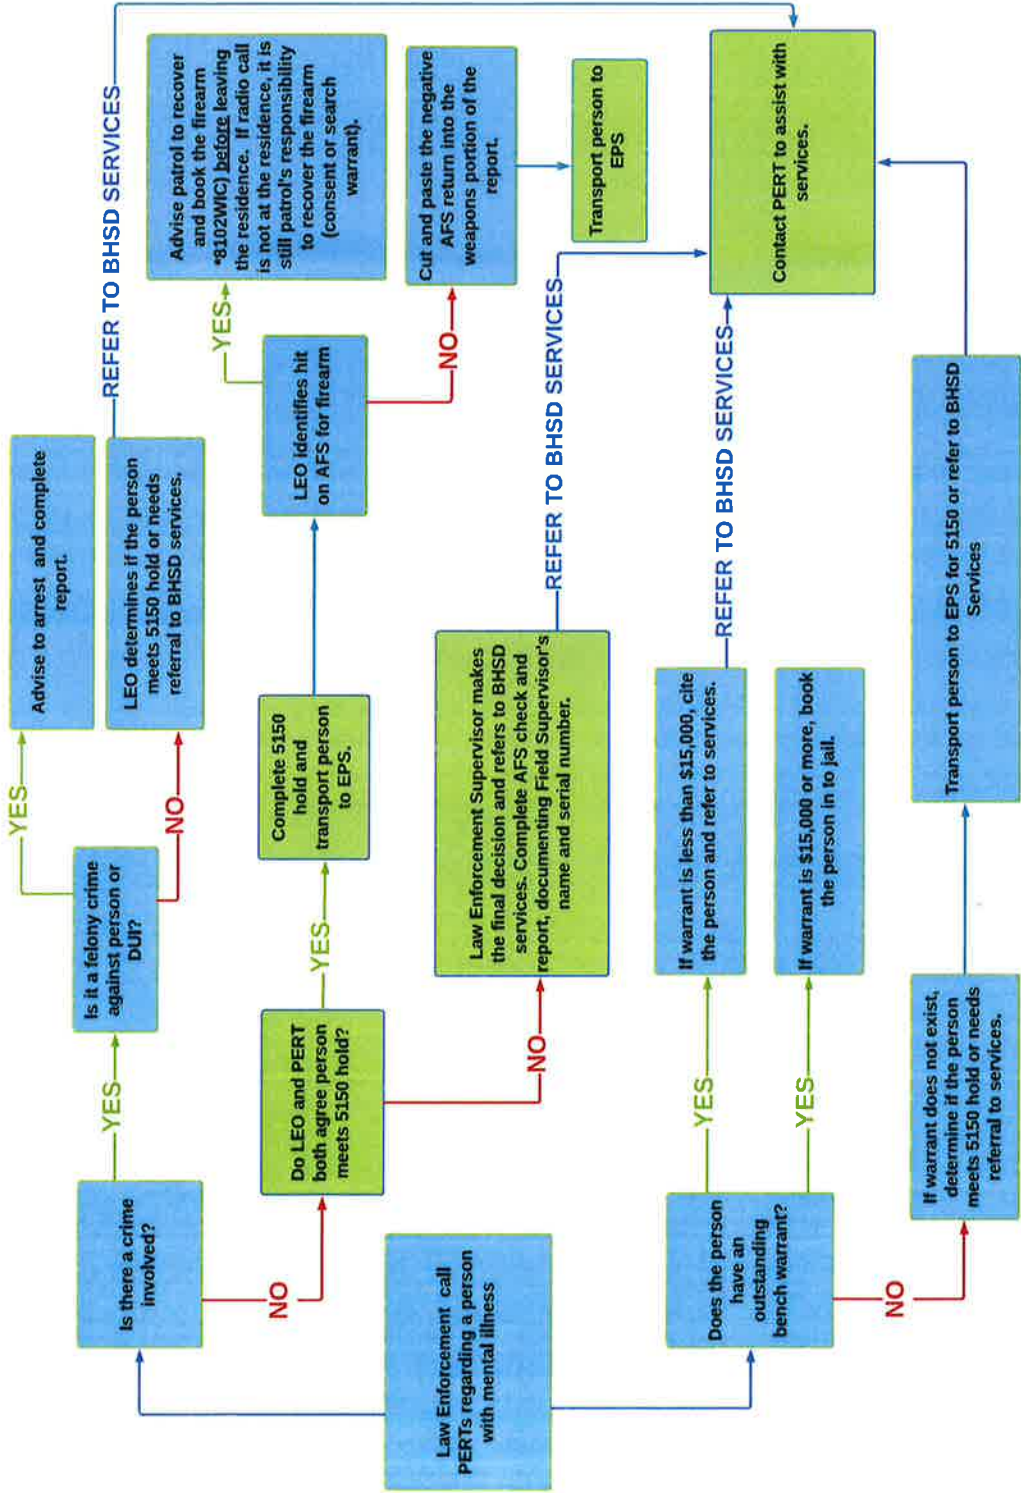 Law Enforcement call
PERTs regarding a person
with mental illness
Is there a crime
involved?
YES
NO
Is it a felony crime
against person or
DUI?
YES
NO
Advise to arrest and complete
report.
LEO determines if the person
meets 5150 hold or needs
referral to BHSD services.
REFER TO BHSD SERVICES
Do LEO and PERT
both agree person
meets 5150 hold?
YES
NO
Complete 5150
hold and
transport person
to EPS.
LEO identifies hit
on AFS for firearm
YES
NO
Advise patrol to recover
and book the firearm
*8102WIC) before leaving
the residence. If radio call
is not at the residence, it is
still patrol's responsibility
to recover the firearm
(consent or search
warrant).
Cut and paste the negative
AFS return into the
weapons portion of the
report.
Transport person to
EPS
Law Enforcement Supervisor makes
the final decision and refers to BHSD
services. Complete AFS check and
report, documenting Field Supervisor's
name and serial number.
REFER TO BHSD SERVICES
Does the person
have an
outstanding
bench warrant?
YES
YES
NO
If warrant is less than $15,000, cite
the person and refer to services.
REFER TO BHSD SERVICES
If warrant is $15,000 or more, book
the person in to jail.
If warrant does not exist,
determine if the person
meets 5150 hold or needs
referral to services.
Transport person to EPS for 5150 or refer to BHSD
Services
Contact PERT to assist with
services.